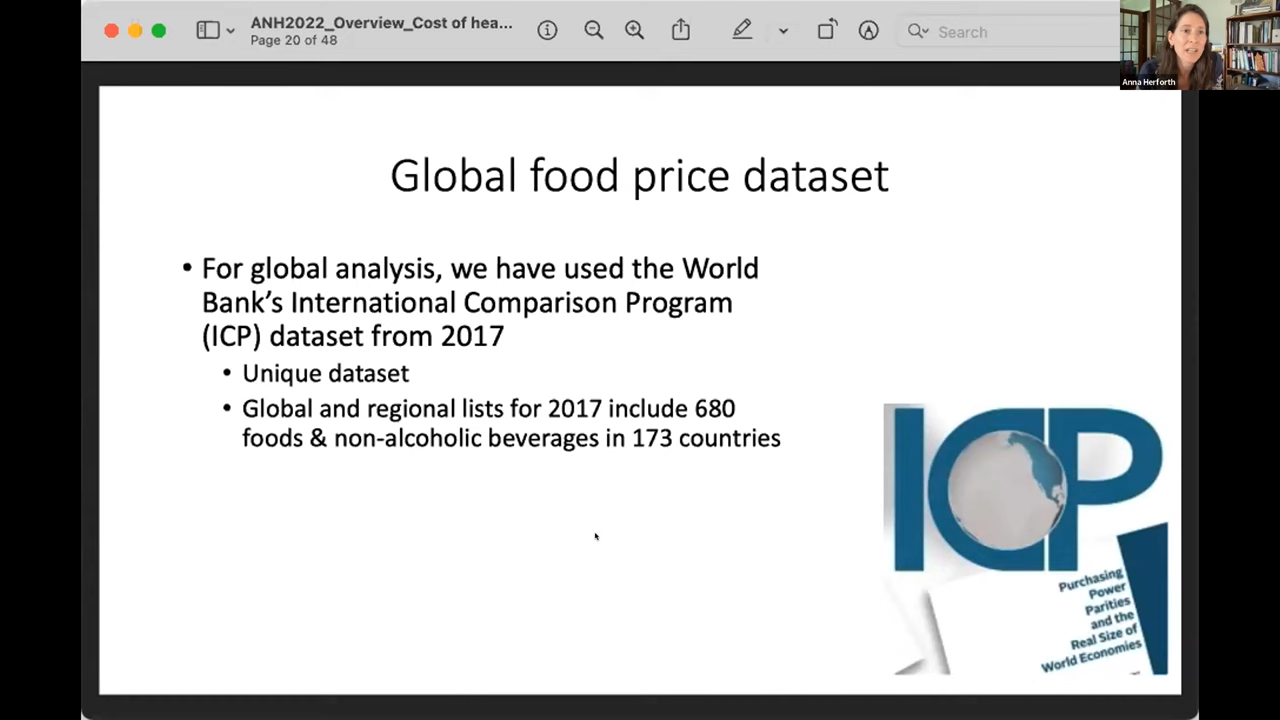 ANH2022_Overview_Cost of hea...
Page 20 of 48
Search
Anna Herforth
Global food price dataset
• For global analysis, we have used the World
Bank’s International Comparison Program
(ICP) dataset from 2017
• Unique dataset
• Global and regional lists for 2017 include 680
foods & non-alcoholic beverages in 173 countries
ICP
Purchasing
Power
Parities
and the
Real Size of
World Economies